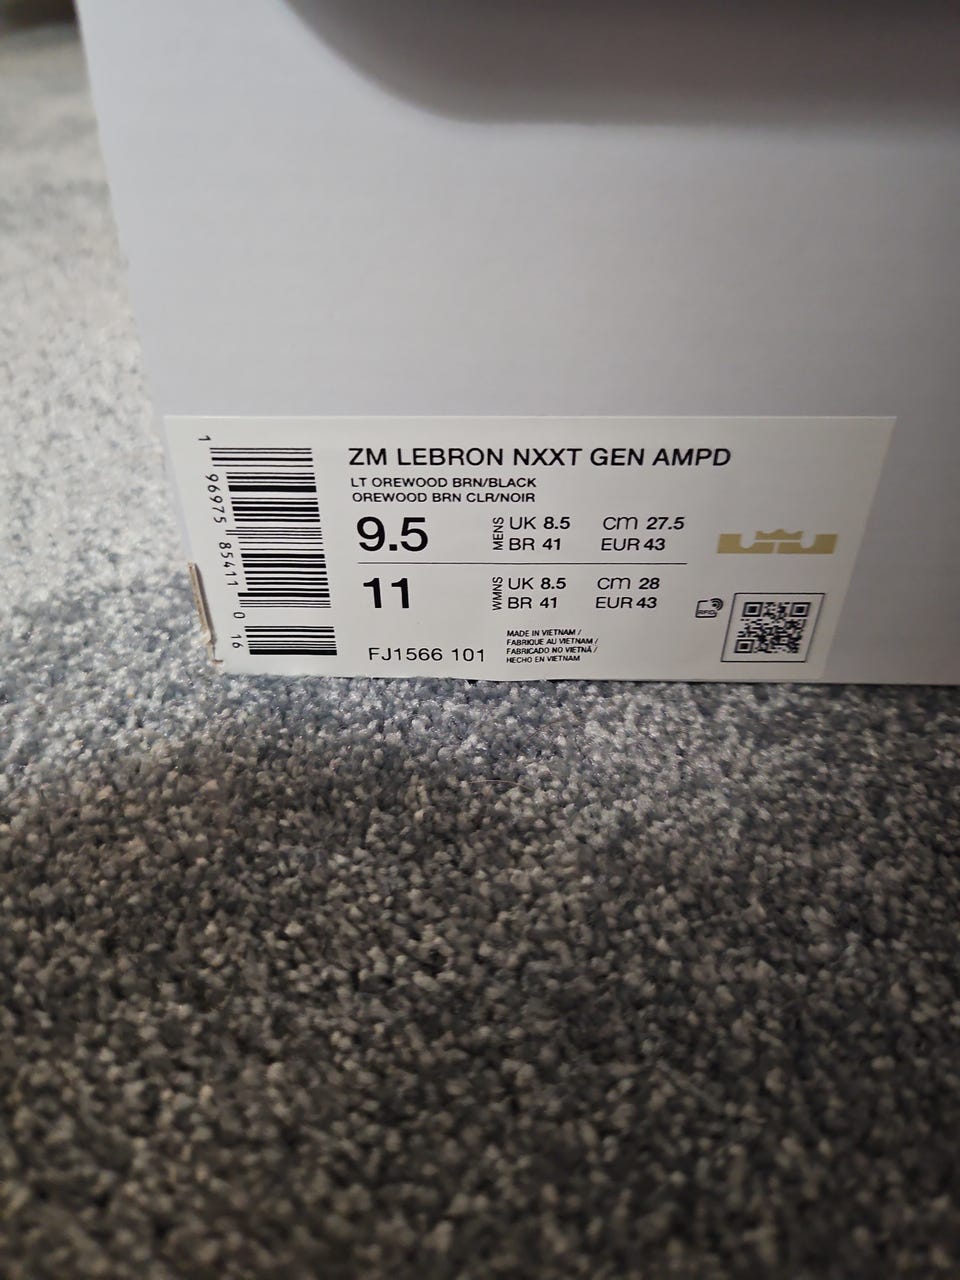 1 96975 85411 0 16
ZM LEBRON NXXT GEN AMPD
LT OREWOOD BRN/BLACK
OREWOOD BRN CLR/NOIR
9.5 MENS UK 8.5 cm 27.5
BR 41 EUR 43
11 WMNS UK 8.5 cm 28
BR 41 EUR 43
RFID
FJ1566 101
MADE IN VIETNAM /
FABRIQUE AU VIETNAM /
FABRICADO NO VIETNÃ /
HECHO EN VIETNAM